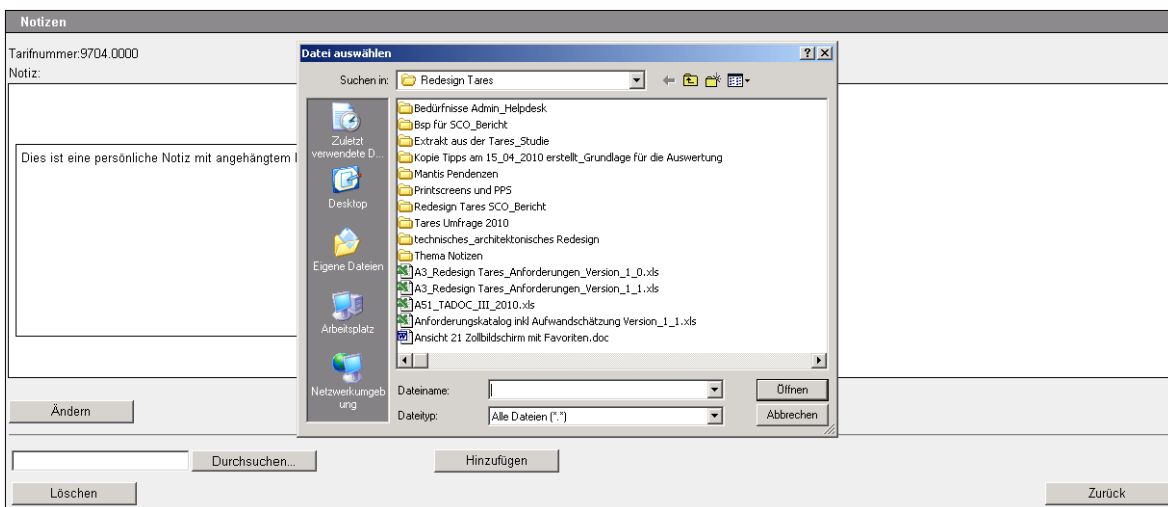 Notizen
Tarifnummer:9704.0000
Notiz:
Dies ist eine persönliche Notiz mit angehängtem
Datei auswählen
Suchen in:
Redesign Tares
Zuletzt
verwendete D...
Desktop
Eigene Dateien
Arbeitsplatz
Netzwerkumgeb
ung
Bedürfnisse Admin_Helpdesk
Bsp für SCO_Bericht
Extrakt aus der Tares_Studie
Kopie Tipps am 15_04_2010 erstellt_Grundlage für die Auswertung
Mantis Pendenzen
Printscreens und PPS
Redesign Tares SCO_Bericht
Tares Umfrage 2010
technisches_architektonisches Redesign
Thema Notizen
A3_Redesign Tares_Anforderungen_Version_1_0.xls
A3_Redesign Tares_Anforderungen_Version_1_1.xls
A51_TADOC_III_2010.xls
Anforderungskatalog inkl Aufwandschätzung Version_1_1.xls
Ansicht 21 Zollbildschirm mit Favoriten.doc
Dateiname:
Öffnen
Dateityp:
Alle Dateien (*.*)
Abbrechen
Ändern
Durchsuchen...
Hinzufügen
Löschen
Zurück